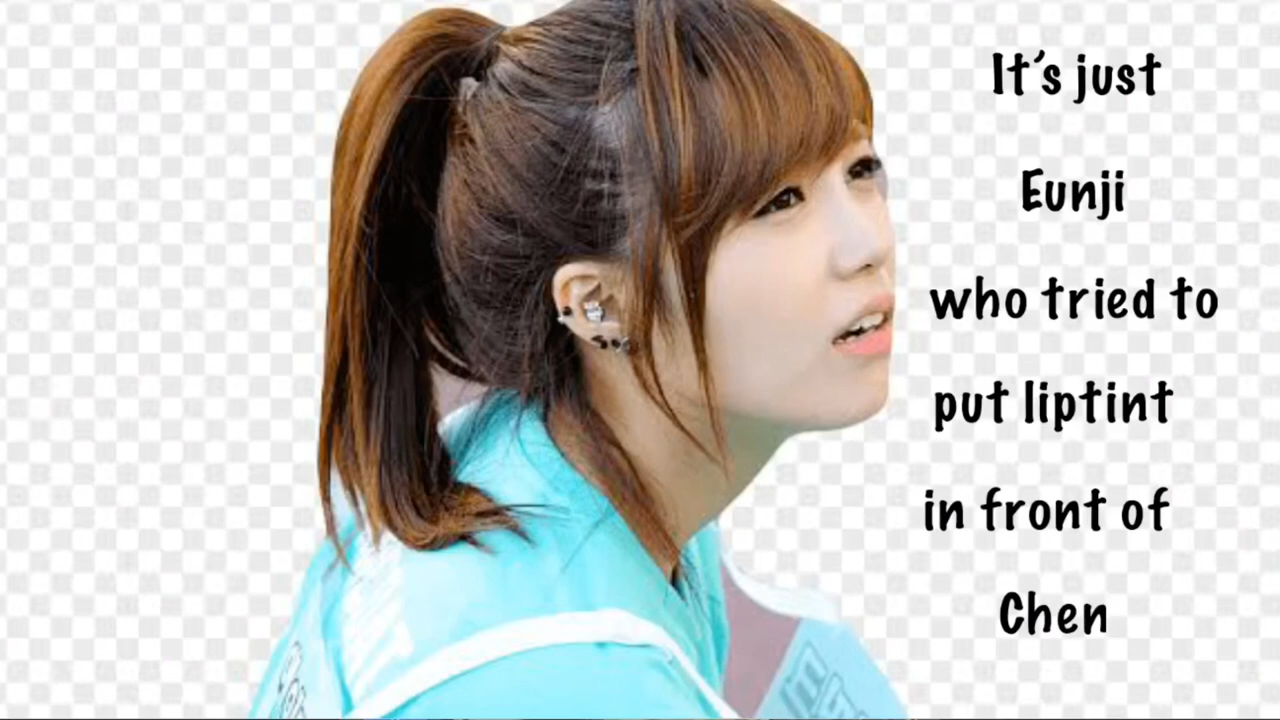 It's just
Eunji
who tried to
put liptint
in front of
Chen